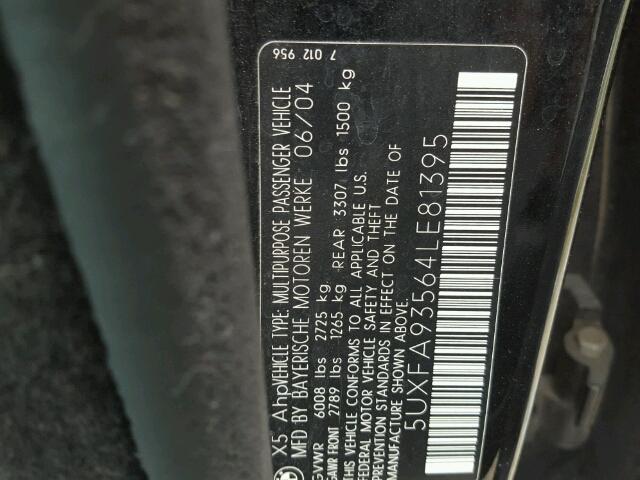 7 012 956
X5 Ahp VEHICLE TYPE: MULTIPURPOSE PASSENGER VEHICLE
MFD BY BAYERISCHE MOTOREN WERKE 06/04
GVWR 6008 lbs 2725 kg
GAWR FRONT 2789 lbs 1265 kg REAR 3307 lbs 1500 kg
THIS VEHICLE CONFORMS TO ALL APPLICABLE U.S.
FEDERAL MOTOR VEHICLE SAFETY AND THEFT
PREVENTION STANDARDS IN EFFECT ON THE DATE OF
MANUFACTURE SHOWN ABOVE.
5UXFA93564LE81395